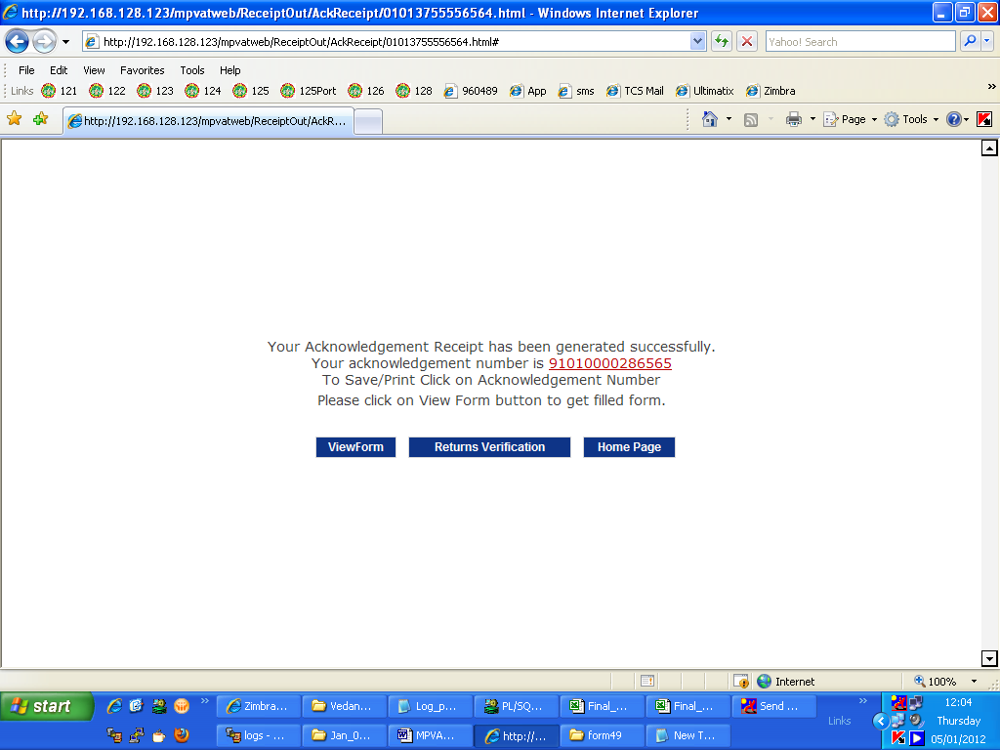 http://192.168.128.123/mpvatweb/ReceiptOut/AckReceipt/01013755556564.html - Windows Internet Explorer
http://192.168.128.123/mpvatweb/ReceiptOut/AckReceipt/01013755556564.html#
Yahoo! Search
File Edit View Favorites Tools Help
Links 121 122 123 124 125 125Port 126 128 960489 App sms TCS Mail Ultimatix Zimbra »
http://192.168.128.123/mpvatweb/ReceiptOut/AckR...
Page Tools
Your Acknowledgement Receipt has been generated successfully.
Your acknowledgement number is 91010000286565
To Save/Print Click on Acknowledgement Number
Please click on View Form button to get filled form.
ViewForm Returns Verification Home Page
Internet 100%
start » Zimbra... Vedan... Log_p... PL/SQ... Final_... Final_... Send ... » 12:04
Links Thursday
logs - ... Jan_0... MPVA... http://... form49 New T... 05/01/2012